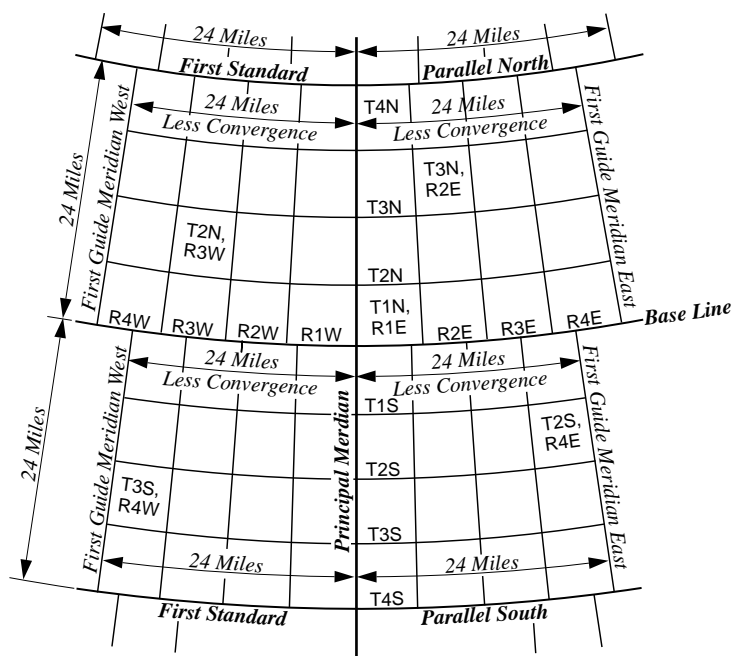 24 Miles
24 Miles
First Standard
Parallel North
24 Miles
Less Convergence
T4N
24 Miles
Less Convergence
First Guide Meridian West
First Guide Meridian East
24 Miles
T3N,
R2E
T3N
T2N,
R3W
T2N
T1N,
R1E
R4W
R3W
R2W
R1W
R2E
R3E
R4E
Base Line
24 Miles
Less Convergence
24 Miles
Less Convergence
First Guide Meridian West
First Guide Meridian East
24 Miles
Principal Merdian
T1S
T2S,
R4E
T2S
T3S,
R4W
T3S
24 Miles
24 Miles
T4S
First Standard
Parallel South